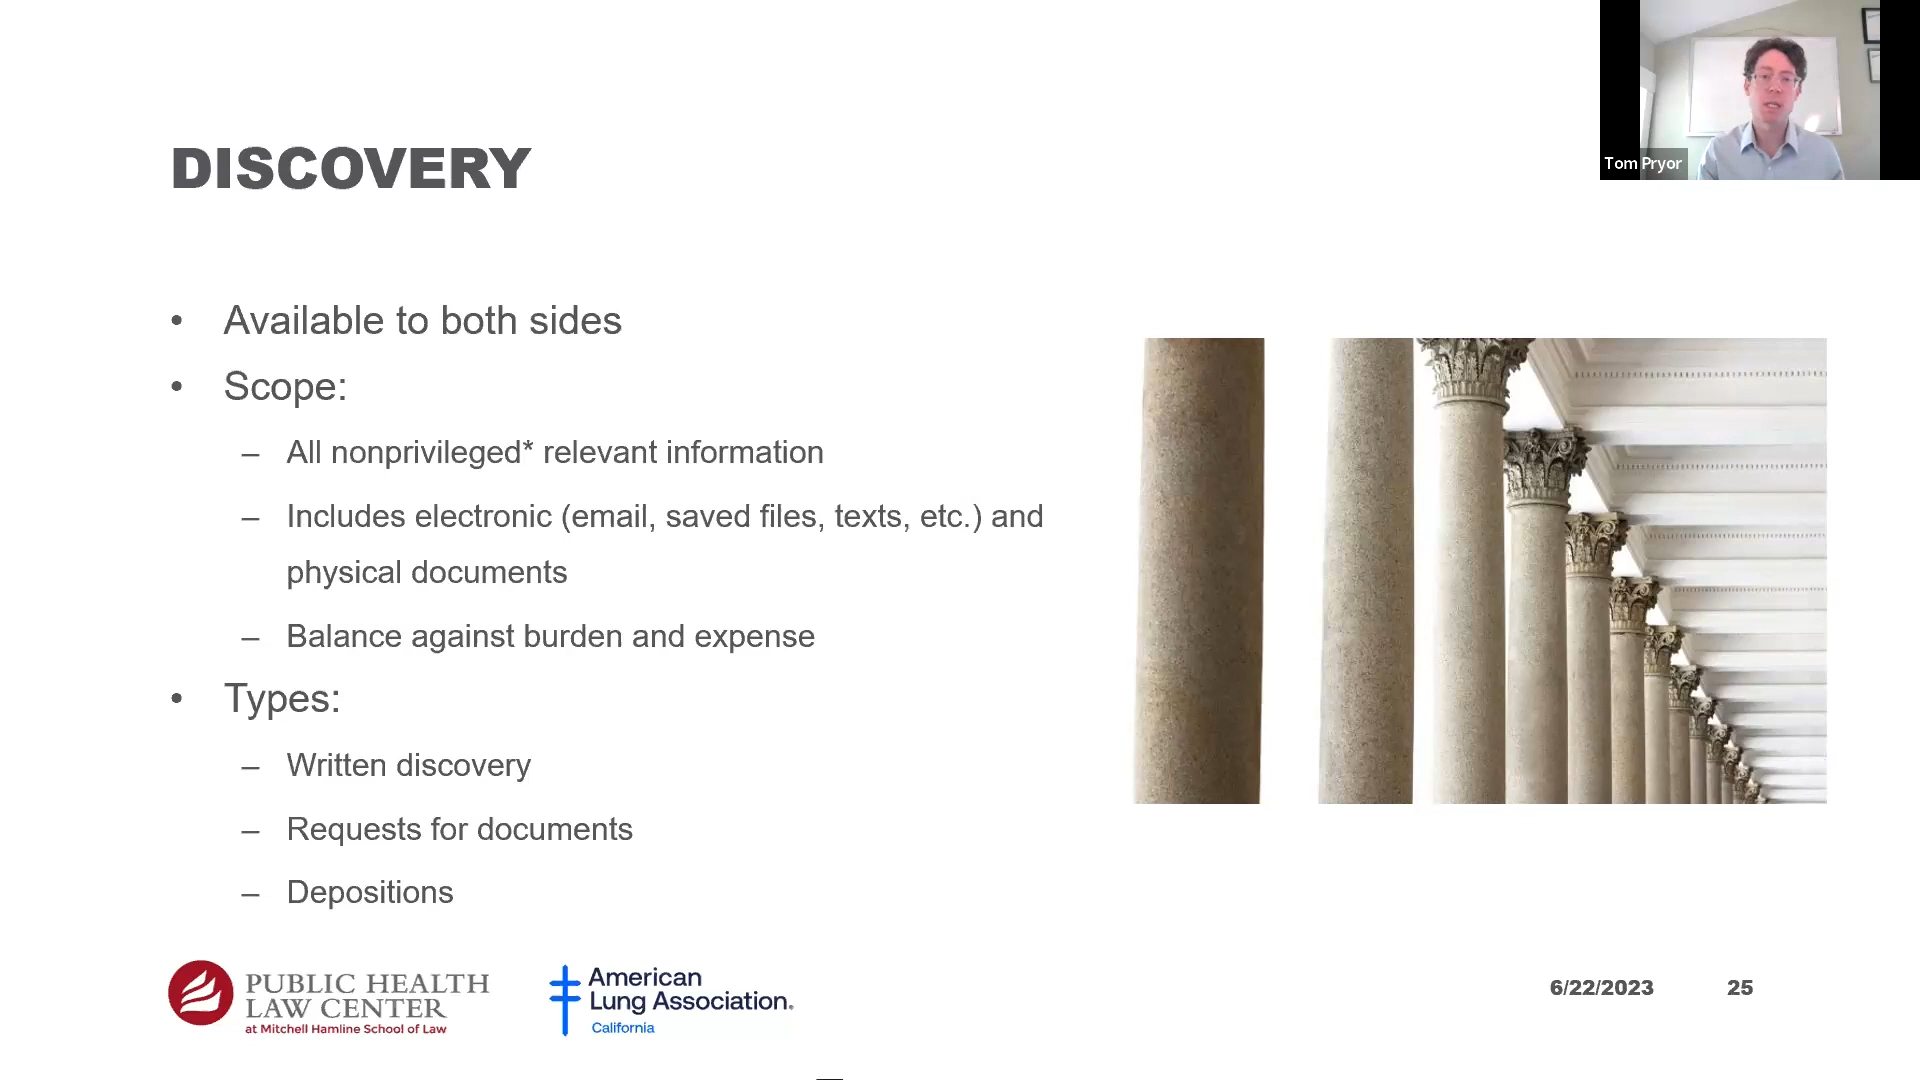 Tom Pryor
DISCOVERY
• Available to both sides
• Scope:
– All nonprivileged* relevant information
– Includes electronic (email, saved files, texts, etc.) and
physical documents
– Balance against burden and expense
• Types:
– Written discovery
– Requests for documents
– Depositions
PUBLIC HEALTH
LAW CENTER
at Mitchell Hamline School of Law
American
Lung Association.
California
6/22/2023
25